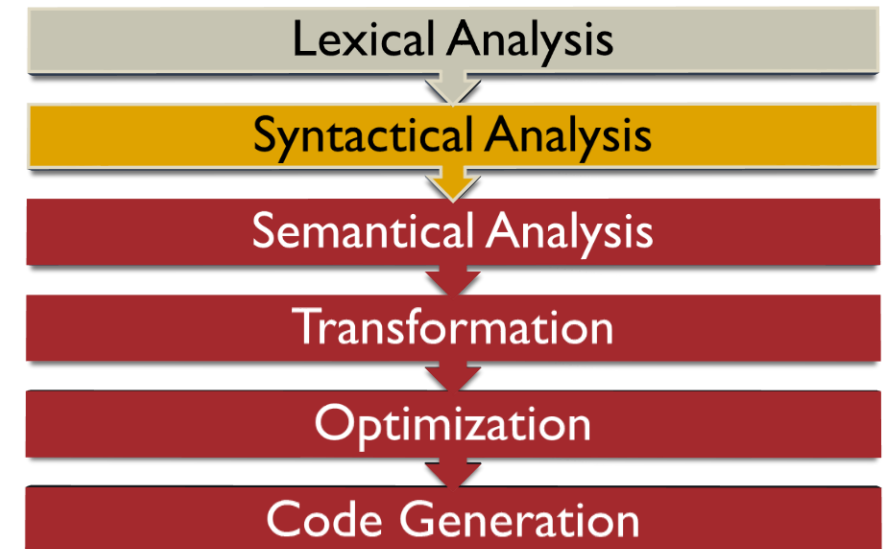 Lexical Analysis
Syntactical Analysis
Semantical Analysis
Transformation
Optimization
Code Generation